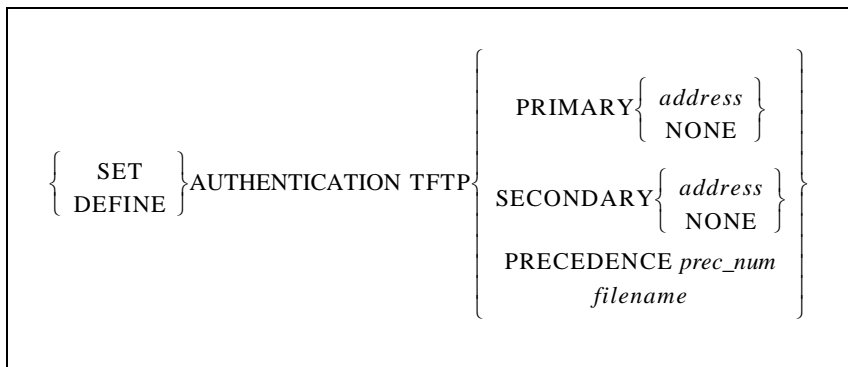 PRIMARY { address
NONE }
{ SET
DEFINE } AUTHENTICATION TFTP {
SECONDARY { address
NONE }
PRECEDENCE prec_num
filename }